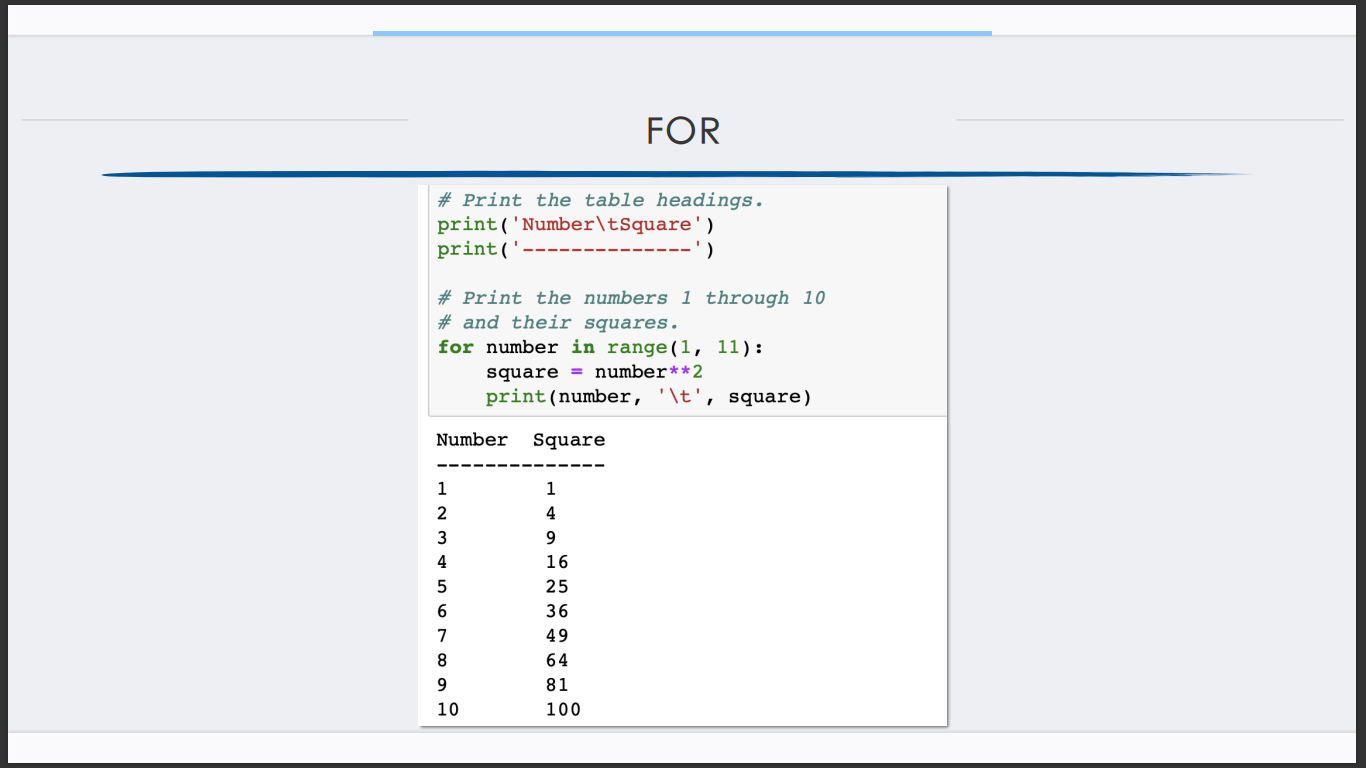 FOR
# Print the table headings.
print('Number\tSquare')
print('--------------')
# Print the numbers 1 through 10
# and their squares.
for number in range(1, 11):
    square = number**2
    print(number, '\t', square)
Number  Square
--------------
1        1
2        4
3        9
4        16
5        25
6        36
7        49
8        64
9        81
10       100